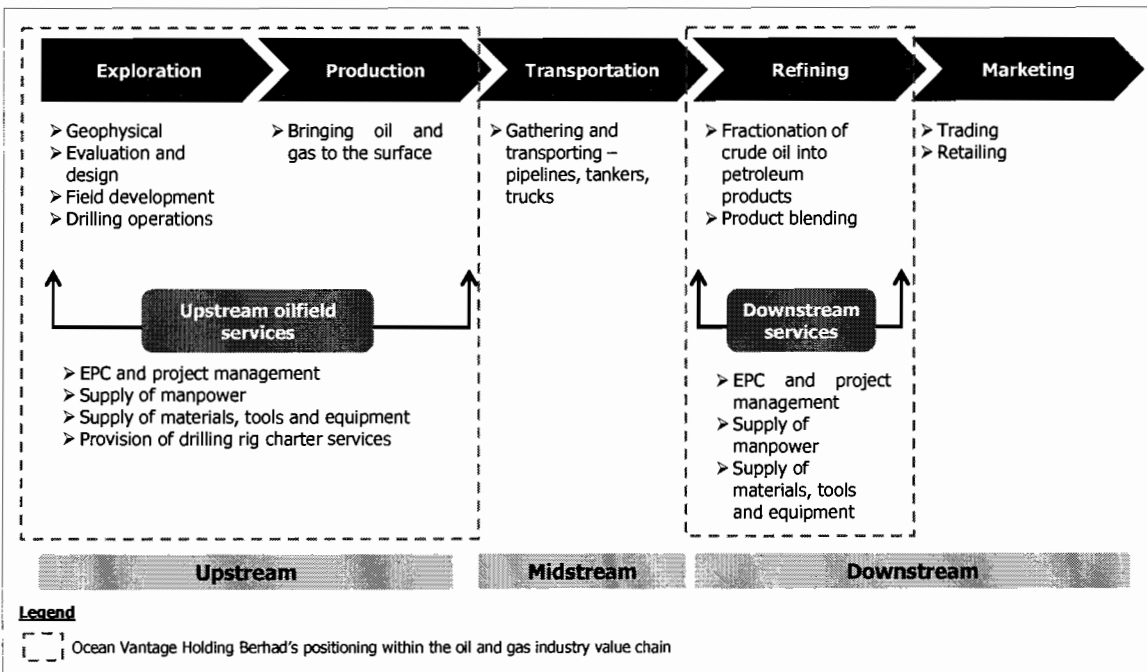 Exploration
Production
Transportation
Refining
Marketing
➢ Geophysical
➢ Evaluation and
design
➢ Field development
➢ Drilling operations
➢ Bringing oil and
gas to the surface
➢ Gathering and
transporting –
pipelines, tankers,
trucks
➢ Fractionation of
crude oil into
petroleum
products
➢ Product blending
➢ Trading
➢ Retailing
Upstream oilfield
services
➢ EPC and project management
➢ Supply of manpower
➢ Supply of materials, tools and equipment
➢ Provision of drilling rig charter services
Downstream
services
➢ EPC and project
management
➢ Supply of
manpower
➢ Supply of
materials, tools
and equipment
Upstream
Midstream
Downstream
Legend
Ocean Vantage Holding Berhad's positioning within the oil and gas industry value chain